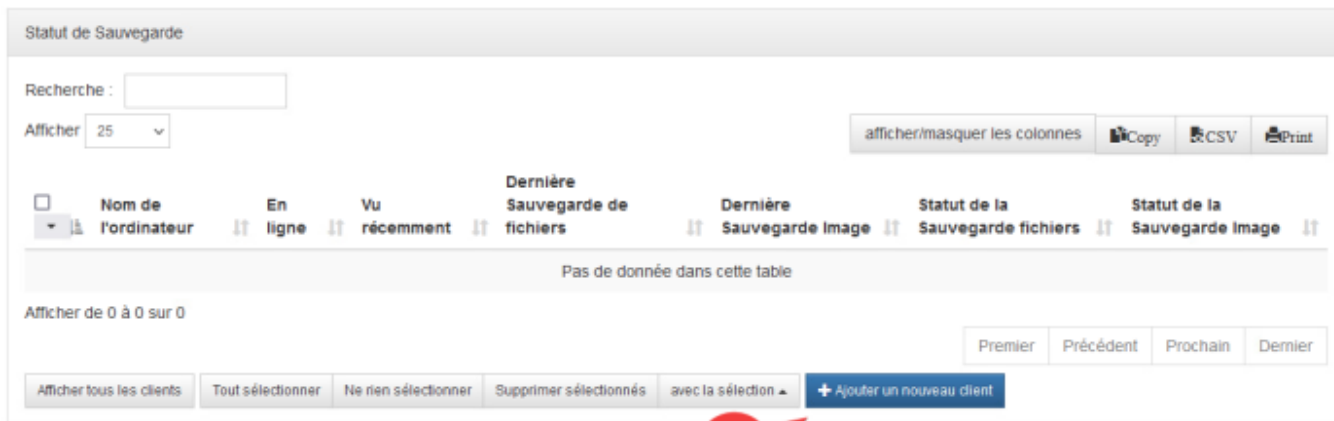 Statut de Sauvegarde
Recherche :
Afficher 25
afficher/masquer les colonnes Copy CSV Print
Nom de l'ordinateur En ligne Vu récemment Dernière Sauvegarde de fichiers Dernière Sauvegarde Image Statut de la Sauvegarde fichiers Statut de la Sauvegarde Image
Pas de donnée dans cette table
Afficher de 0 à 0 sur 0
Premier Précédent Prochain Dernier
Afficher tous les clients Tout sélectionner Ne rien sélectionner Supprimer sélectionnés avec la sélection + Ajouter un nouveau client